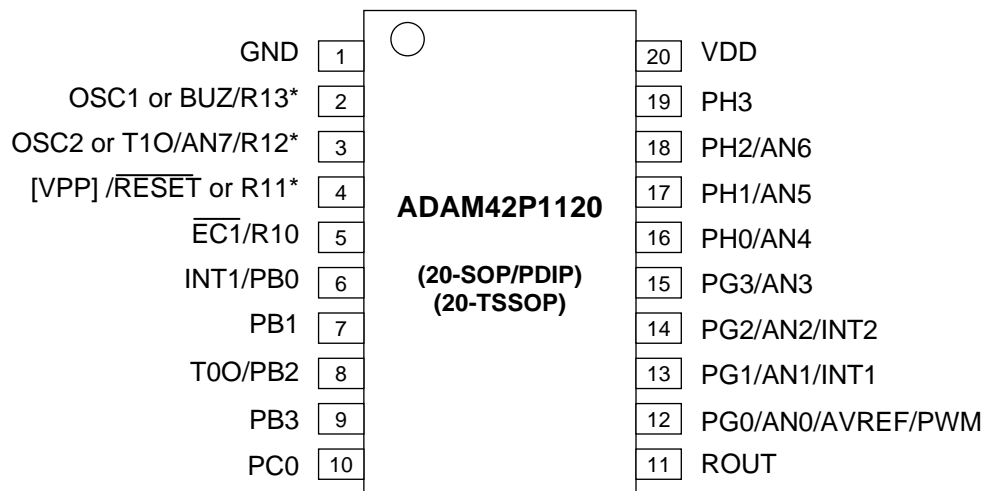 GND 1
OSC1 or BUZ/R13* 2
OSC2 or T1O/AN7/R12* 3
[VPP] /RESET or R11* 4
EC1/R10 5
INT1/PB0 6
PB1 7
T0O/PB2 8
PB3 9
PC0 10
ADAM42P1120
(20-SOP/PDIP)
(20-TSSOP)
20 VDD
19 PH3
18 PH2/AN6
17 PH1/AN5
16 PH0/AN4
15 PG3/AN3
14 PG2/AN2/INT2
13 PG1/AN1/INT1
12 PG0/AN0/AVREF/PWM
11 ROUT